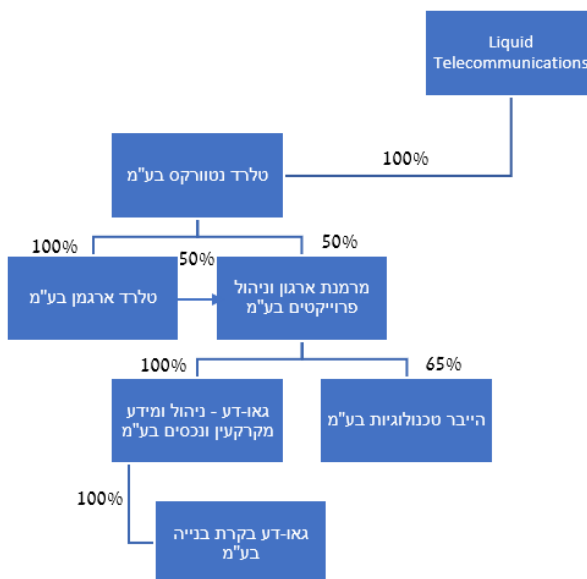 Liquid
Telecommunications
100%
טלרד נטוורקס בע"מ
100%
50%
50%
טלרד ארגמן בע"מ
מרמנת ארגון וניהול
פרוייקטים בע"מ
100%
65%
גאו-דע - ניהול ומידע
מקרקעין ונכסים בע"מ
הייבר טכנולוגיות בע"מ
100%
גאו-דע בקרת בנייה
בע"מ